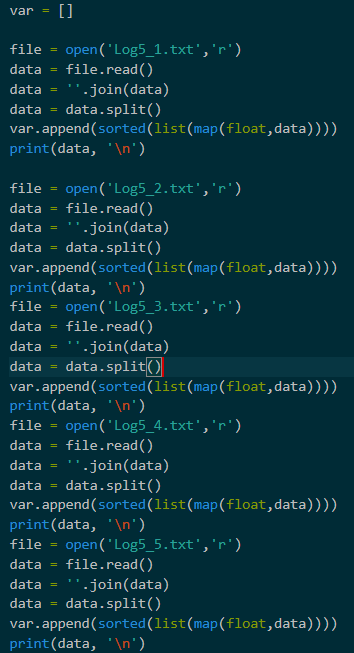 var = []
file = open('Log5_1.txt','r')
data = file.read()
data = ''.join(data)
data = data.split()
var.append(sorted(list(map(float,data))))
print(data, '\n')
file = open('Log5_2.txt','r')
data = file.read()
data = ''.join(data)
data = data.split()
var.append(sorted(list(map(float,data))))
print(data, '\n')
file = open('Log5_3.txt','r')
data = file.read()
data = ''.join(data)
data = data.split()
var.append(sorted(list(map(float,data))))
print(data, '\n')
file = open('Log5_4.txt','r')
data = file.read()
data = ''.join(data)
data = data.split()
var.append(sorted(list(map(float,data))))
print(data, '\n')
file = open('Log5_5.txt','r')
data = file.read()
data = ''.join(data)
data = data.split()
var.append(sorted(list(map(float,data))))
print(data, '\n')